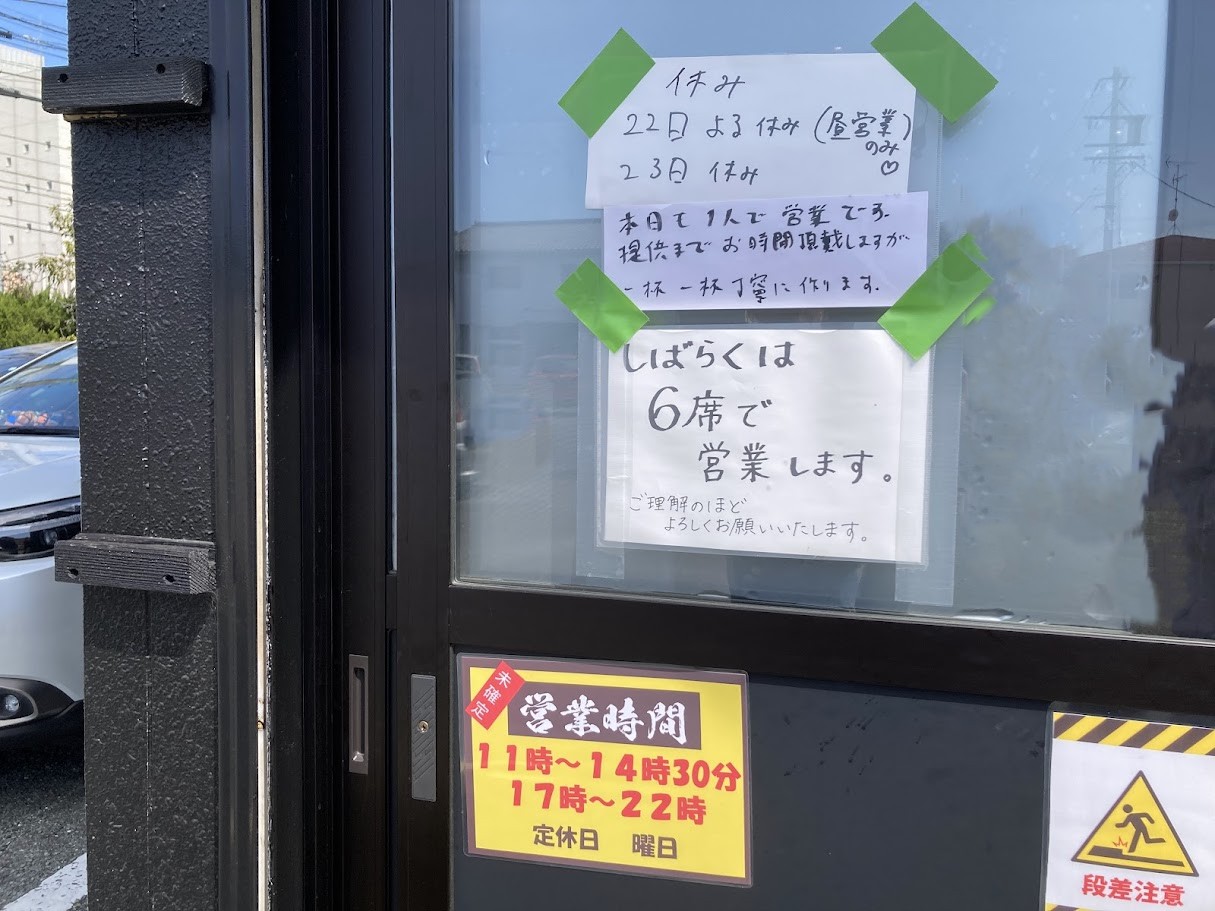 休み
22日 よる 休み (昼営業)
のみ
23日 休み ♡
本日も1人で 営業でーす。
提供まで お時間頂戴しますが
一杯 一杯 丁寧に 作ります。
しばらくは
6席で
営業します。
ご理解のほど
よろしくお願いいたします。
未確定
営業時間
11時～14時30分
17時～22時
定休日 曜日
段差注意